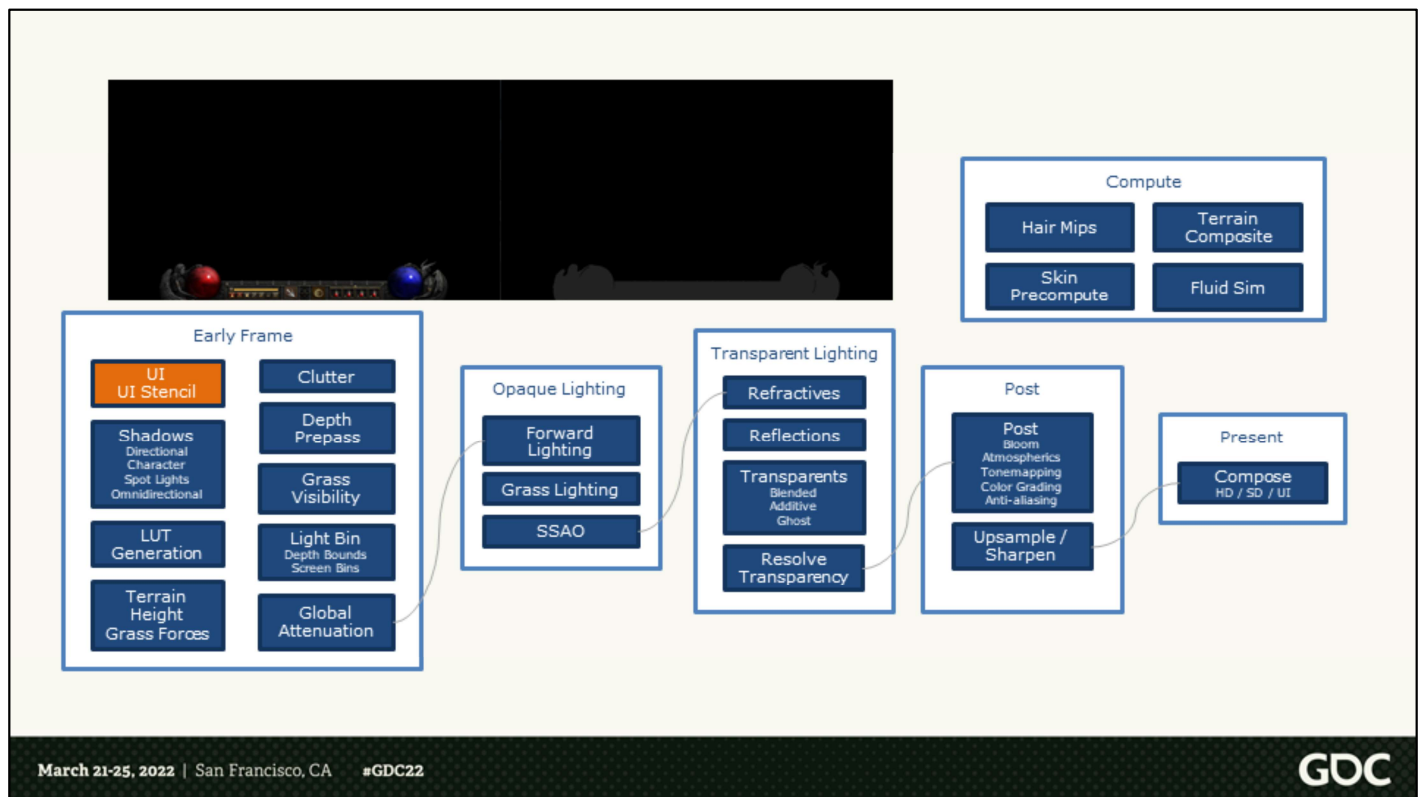 Compute
Hair Mips
Terrain
Composite
Skin
Precompute
Fluid Sim
Early Frame
UI
UI Stencil
Shadows
Directional
Character
Spot Lights
Omnidirectional
LUT
Generation
Terrain
Height
Grass Forces
Clutter
Depth
Prepass
Grass
Visibility
Light Bin
Depth Bounds
Screen Bins
Global
Attenuation
Opaque Lighting
Forward
Lighting
Grass Lighting
SSAO
Transparent Lighting
Refractives
Reflections
Transparents
Blended
Additive
Ghost
Resolve
Transparency
Post
Post
Bloom
Atmospherics
Tonemapping
Color Grading
Anti-aliasing
Upsample /
Sharpen
Present
Compose
HD / SD / UI
March 21-25, 2022 | San Francisco, CA #GDC22
GDC